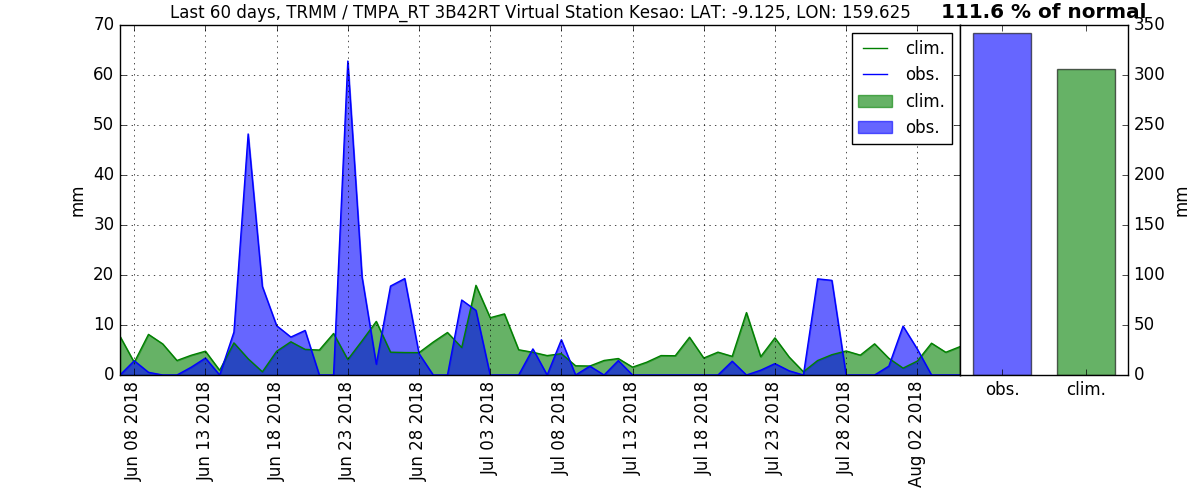 Last 60 days, TRMM / TMPA_RT 3B42RT Virtual Station Kesao: LAT: -9.125, LON: 159.625
111.6 % of normal
70
60
50
40
30
20
10
0
mm
clim.
obs.
clim.
obs.
350
300
250
200
150
100
50
0
mm
Jun 08 2018
Jun 13 2018
Jun 18 2018
Jun 23 2018
Jun 28 2018
Jul 03 2018
Jul 08 2018
Jul 13 2018
Jul 18 2018
Jul 23 2018
Jul 28 2018
Aug 02 2018
obs.
clim.